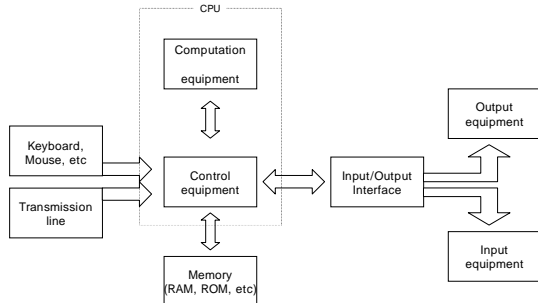 CPU
Computation
equipment
Output
equipment
Keyboard,
Mouse, etc
Control
equipment
Input/Output
Interface
Transmission
line
Input
equipment
Memory
(RAM, ROM, etc)